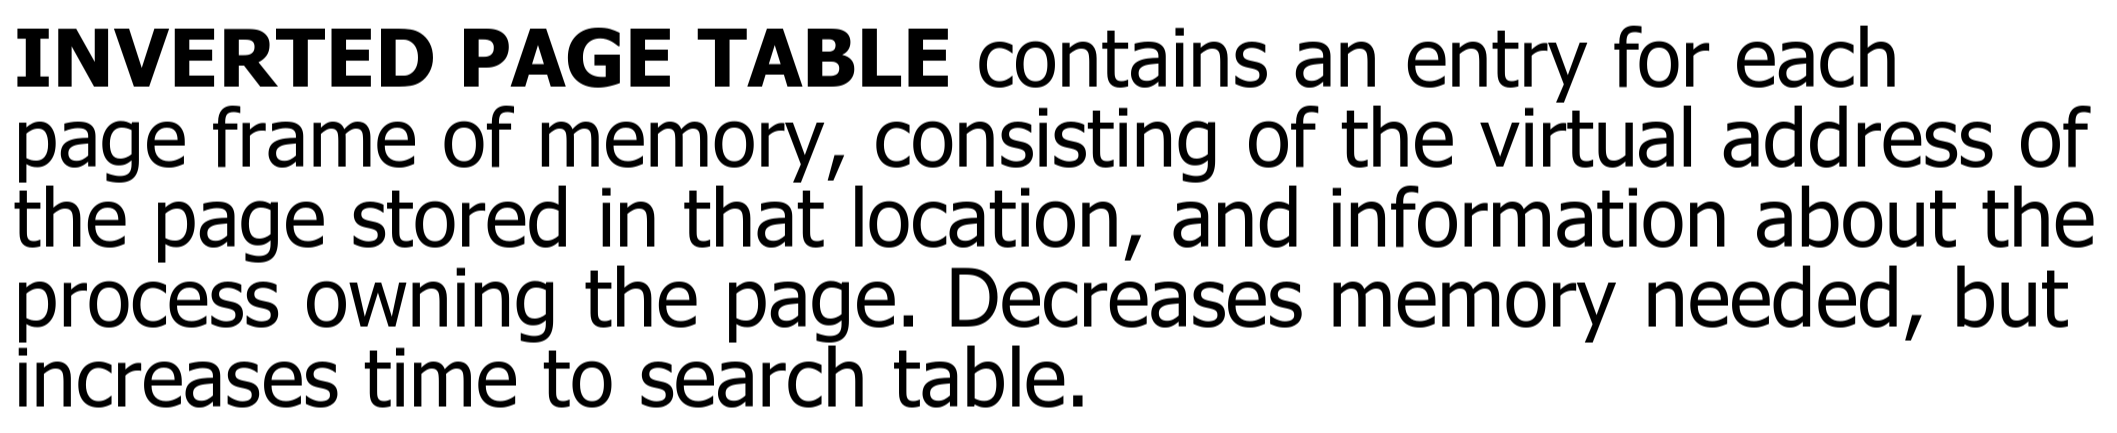 INVERTED PAGE TABLE contains an entry for each
page frame of memory, consisting of the virtual address of
the page stored in that location, and information about the
process owning the page. Decreases memory needed, but
increases time to search table.